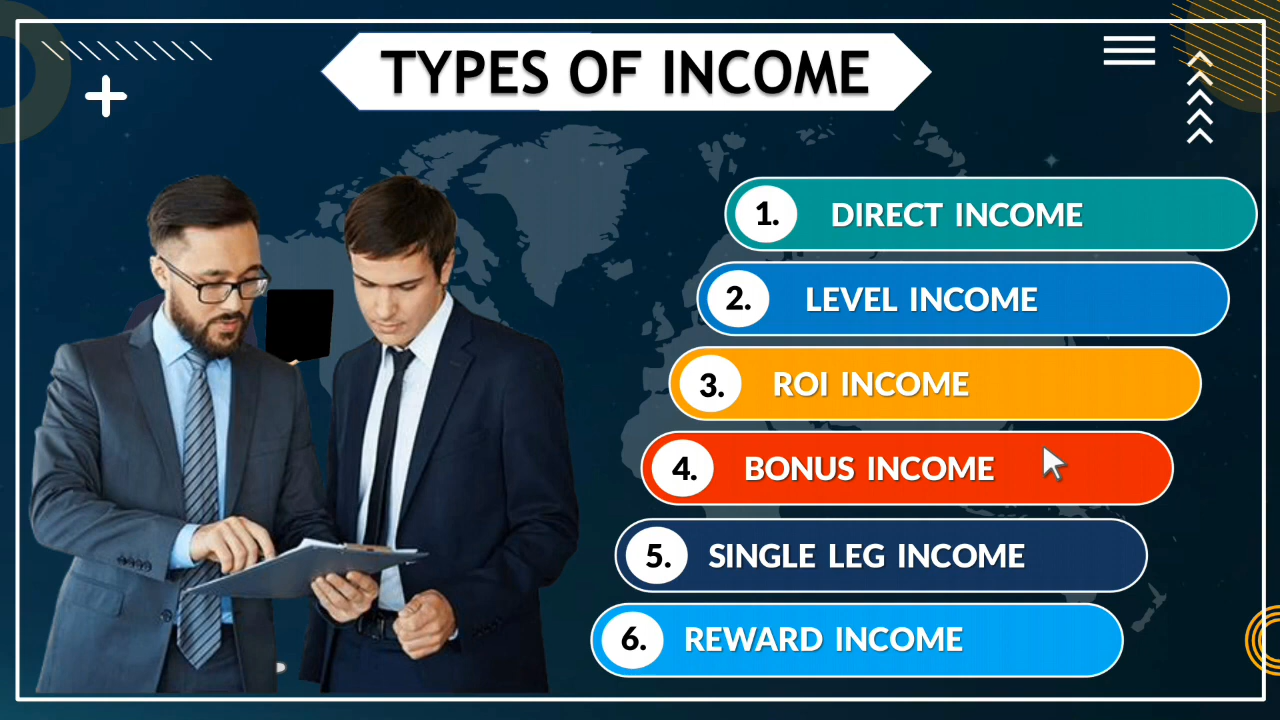 TYPES OF INCOME
1. DIRECT INCOME
2. LEVEL INCOME
3. ROI INCOME
4. BONUS INCOME
5. SINGLE LEG INCOME
6. REWARD INCOME